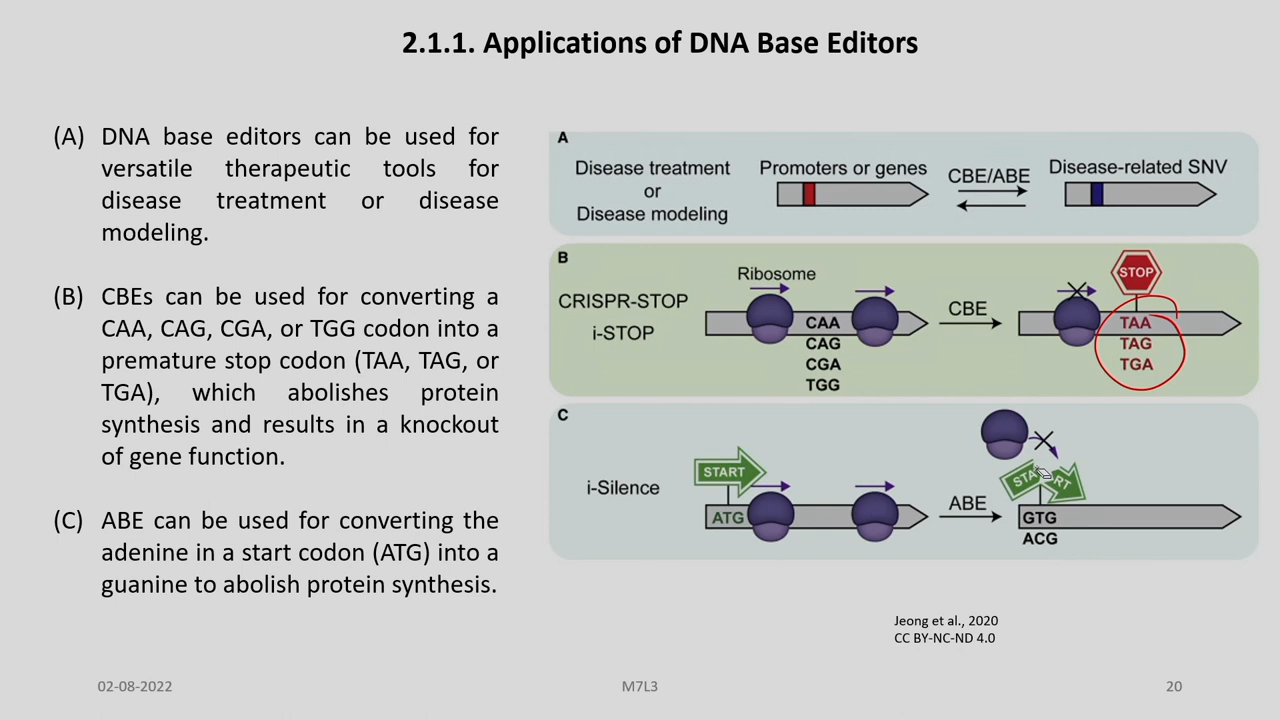 2.1.1. Applications of DNA Base Editors
(A) DNA base editors can be used for
versatile therapeutic tools for
disease treatment or disease
modeling.
(B) CBEs can be used for converting a
CAA, CAG, CGA, or TGG codon into a
premature stop codon (TAA, TAG, or
TGA), which abolishes protein
synthesis and results in a knockout
of gene function.
(C) ABE can be used for converting the
adenine in a start codon (ATG) into a
guanine to abolish protein synthesis.
A
Disease treatment
or
Disease modeling
Promoters or genes
CBE/ABE
Disease-related SNV
B
CRISPR-STOP
i-STOP
Ribosome
CAA
CAG
CGA
TGG
CBE
STOP
TAA
TAG
TGA
C
i-Silence
START
ATG
ABE
START
GTG
ACG
Jeong et al., 2020
CC BY-NC-ND 4.0
02-08-2022
M7L3
20